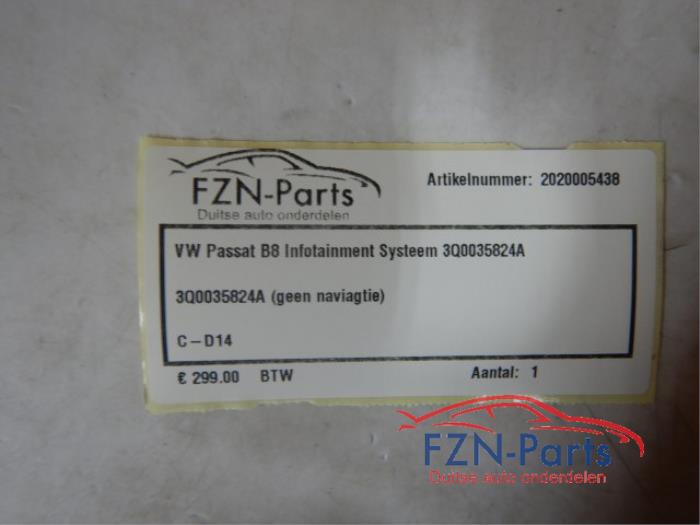 FZN-Parts
Duitse auto onderdelen
Artikelnummer: 2020005438
VW Passat B8 Infotainment Systeem 3Q0035824A
3Q0035824A (geen naviagtie)
C-D14
€ 299.00 BTW
Aantal: 1
FZN-Parts
Duitse auto onderdelen